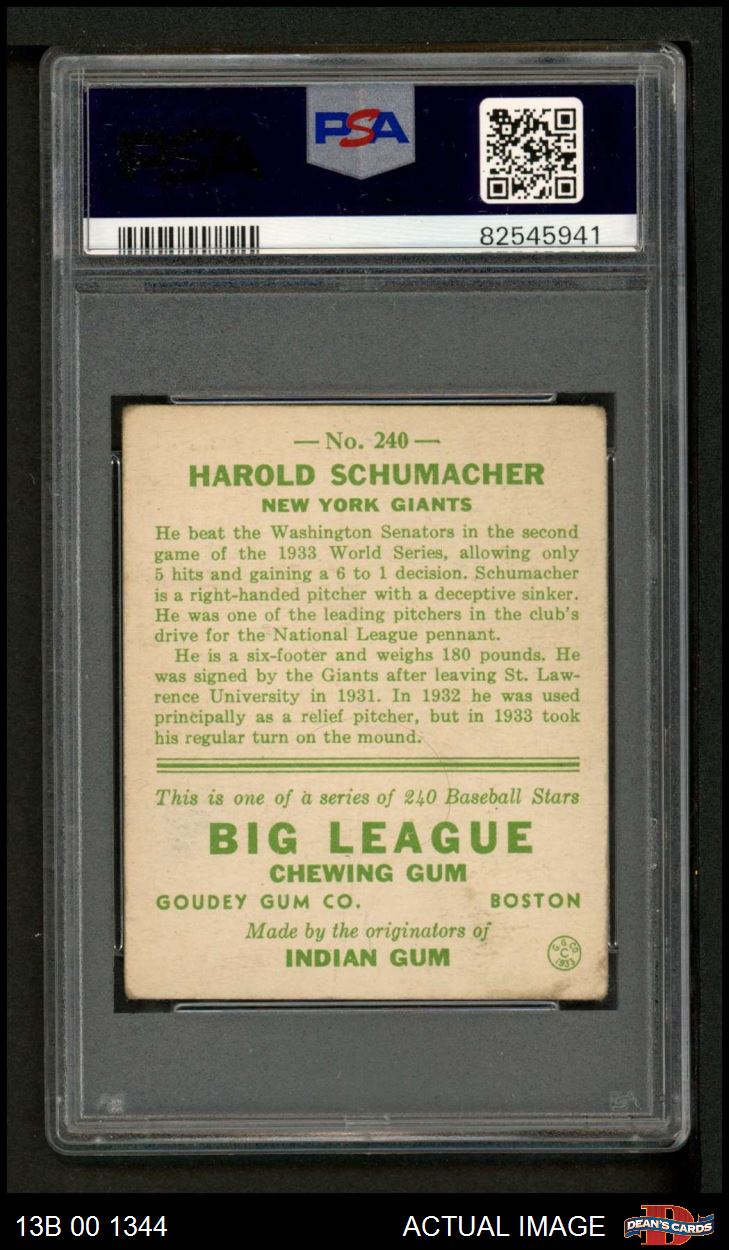 PSA
82545941
— No. 240 —
HAROLD SCHUMACHER
NEW YORK GIANTS
He beat the Washington Senators in the second
game of the 1933 World Series, allowing only
5 hits and gaining a 6 to 1 decision. Schumacher
is a right-handed pitcher with a deceptive sinker.
He was one of the leading pitchers in the club's
drive for the National League pennant.
He is a six-footer and weighs 180 pounds. He
was signed by the Giants after leaving St. Law-
rence University in 1931. In 1932 he was used
principally as a relief pitcher, but in 1933 took
his regular turn on the mound.
This is one of a series of 240 Baseball Stars
BIG LEAGUE
CHEWING GUM
GOUDEY GUM CO. BOSTON
Made by the originators of
INDIAN GUM
G. G. CO.
C
1933
13B 00 1344 ACTUAL IMAGE DEAN'S CARDS